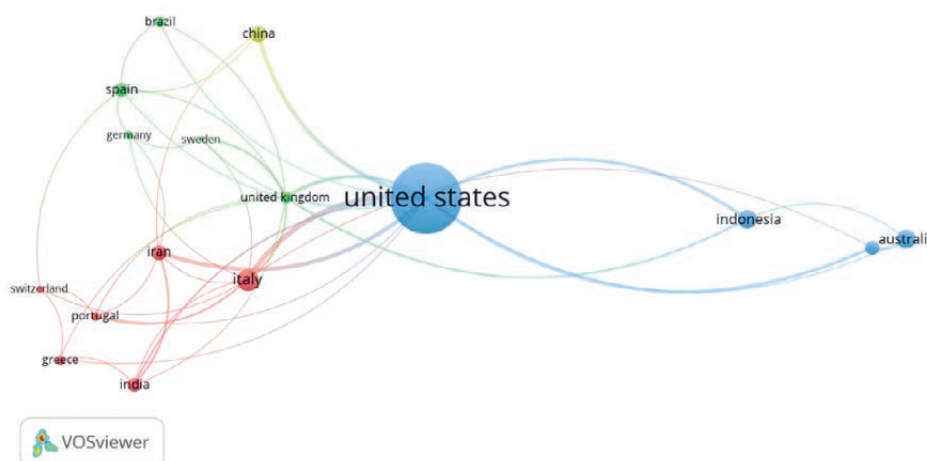 brazil
china
spain
germany
sweden
united kingdom
united states
indonesia
australi
iran
italy
switzerland
portugal
greece
india
VOSviewer